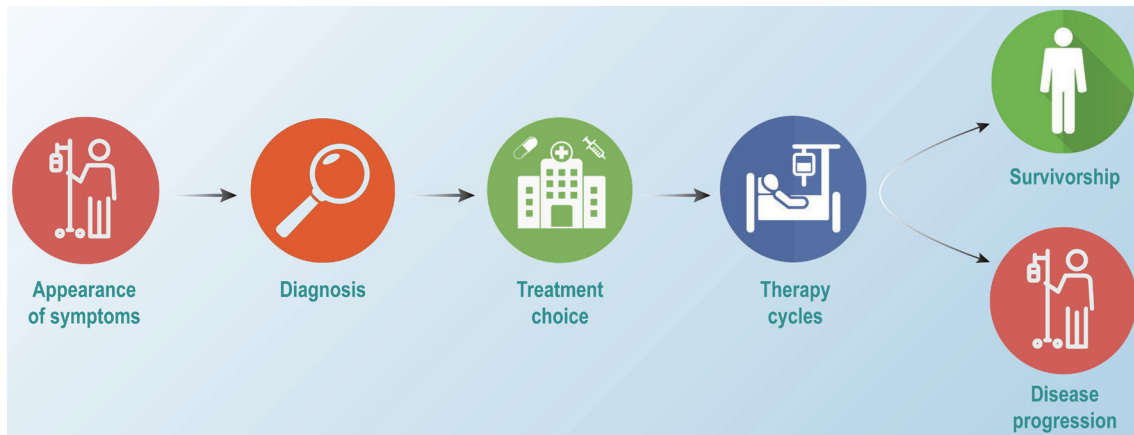 Appearance
of symptoms
Diagnosis
Treatment
choice
Therapy
cycles
Survivorship
Disease
progression